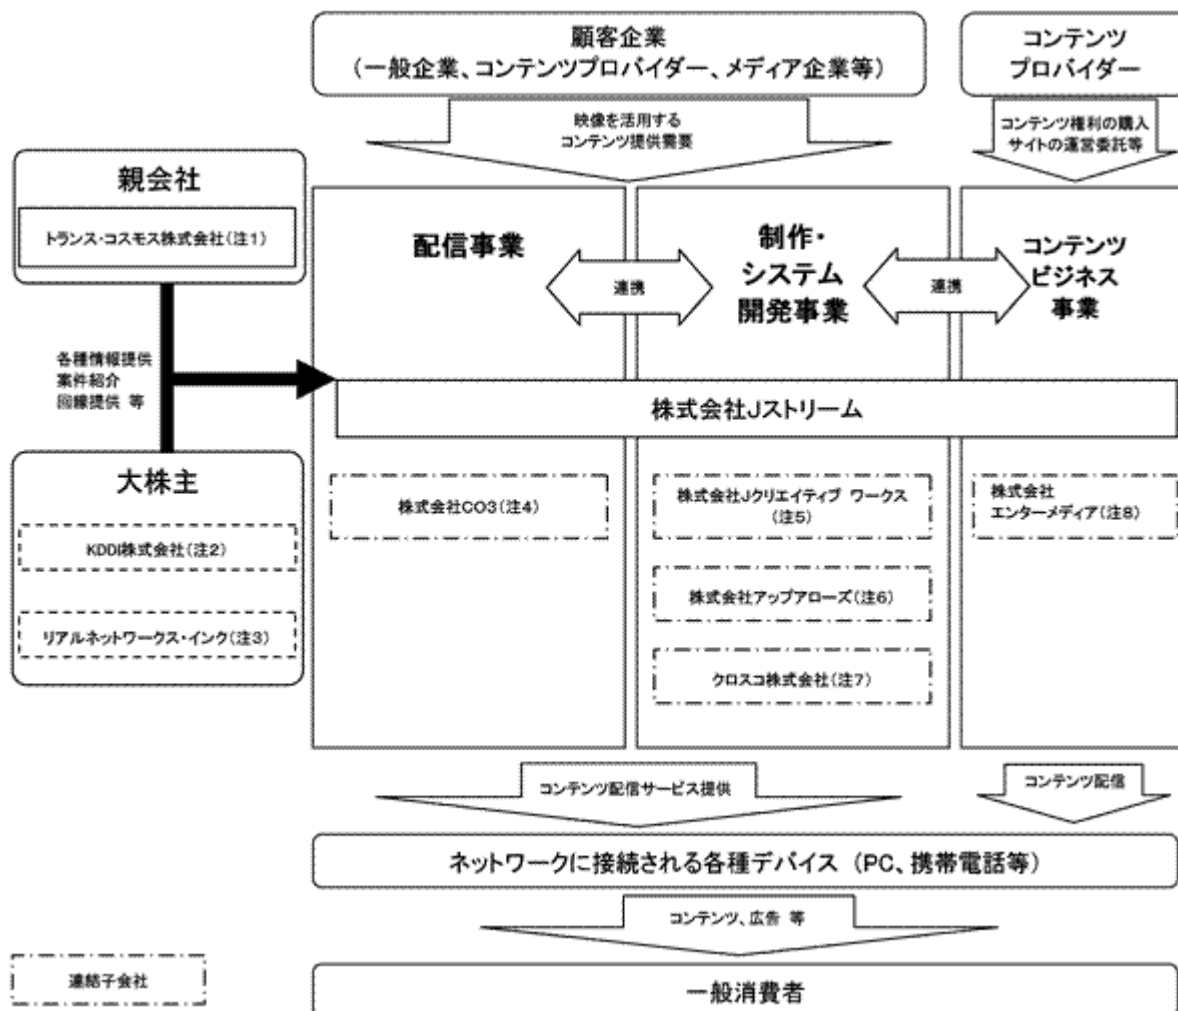 顧客企業
（一般企業、コンテンツプロバイダー、メディア企業等）
コンテンツ
プロバイダー
映像を活用する
コンテンツ提供需要
コンテンツ権利の購入
サイトの運営委託等
親会社
トランス・コスモス株式会社（注1）
配信事業
連携
制作・
システム
開発事業
連携
コンテンツ
ビジネス
事業
各種情報提供
案件紹介
回線提供 等
株式会社Jストリーム
大株主
KDDI株式会社（注2）
リアルネットワークス・インク（注3）
株式会社CO3（注4）
株式会社Jクリエイティブ ワークス
（注5）
株式会社アップアローズ（注6）
クロスコ株式会社（注7）
株式会社
エンターメディア（注8）
コンテンツ配信サービス提供
コンテンツ配信
ネットワークに接続される各種デバイス （PC、携帯電話等）
コンテンツ、広告 等
連結子会社
一般消費者